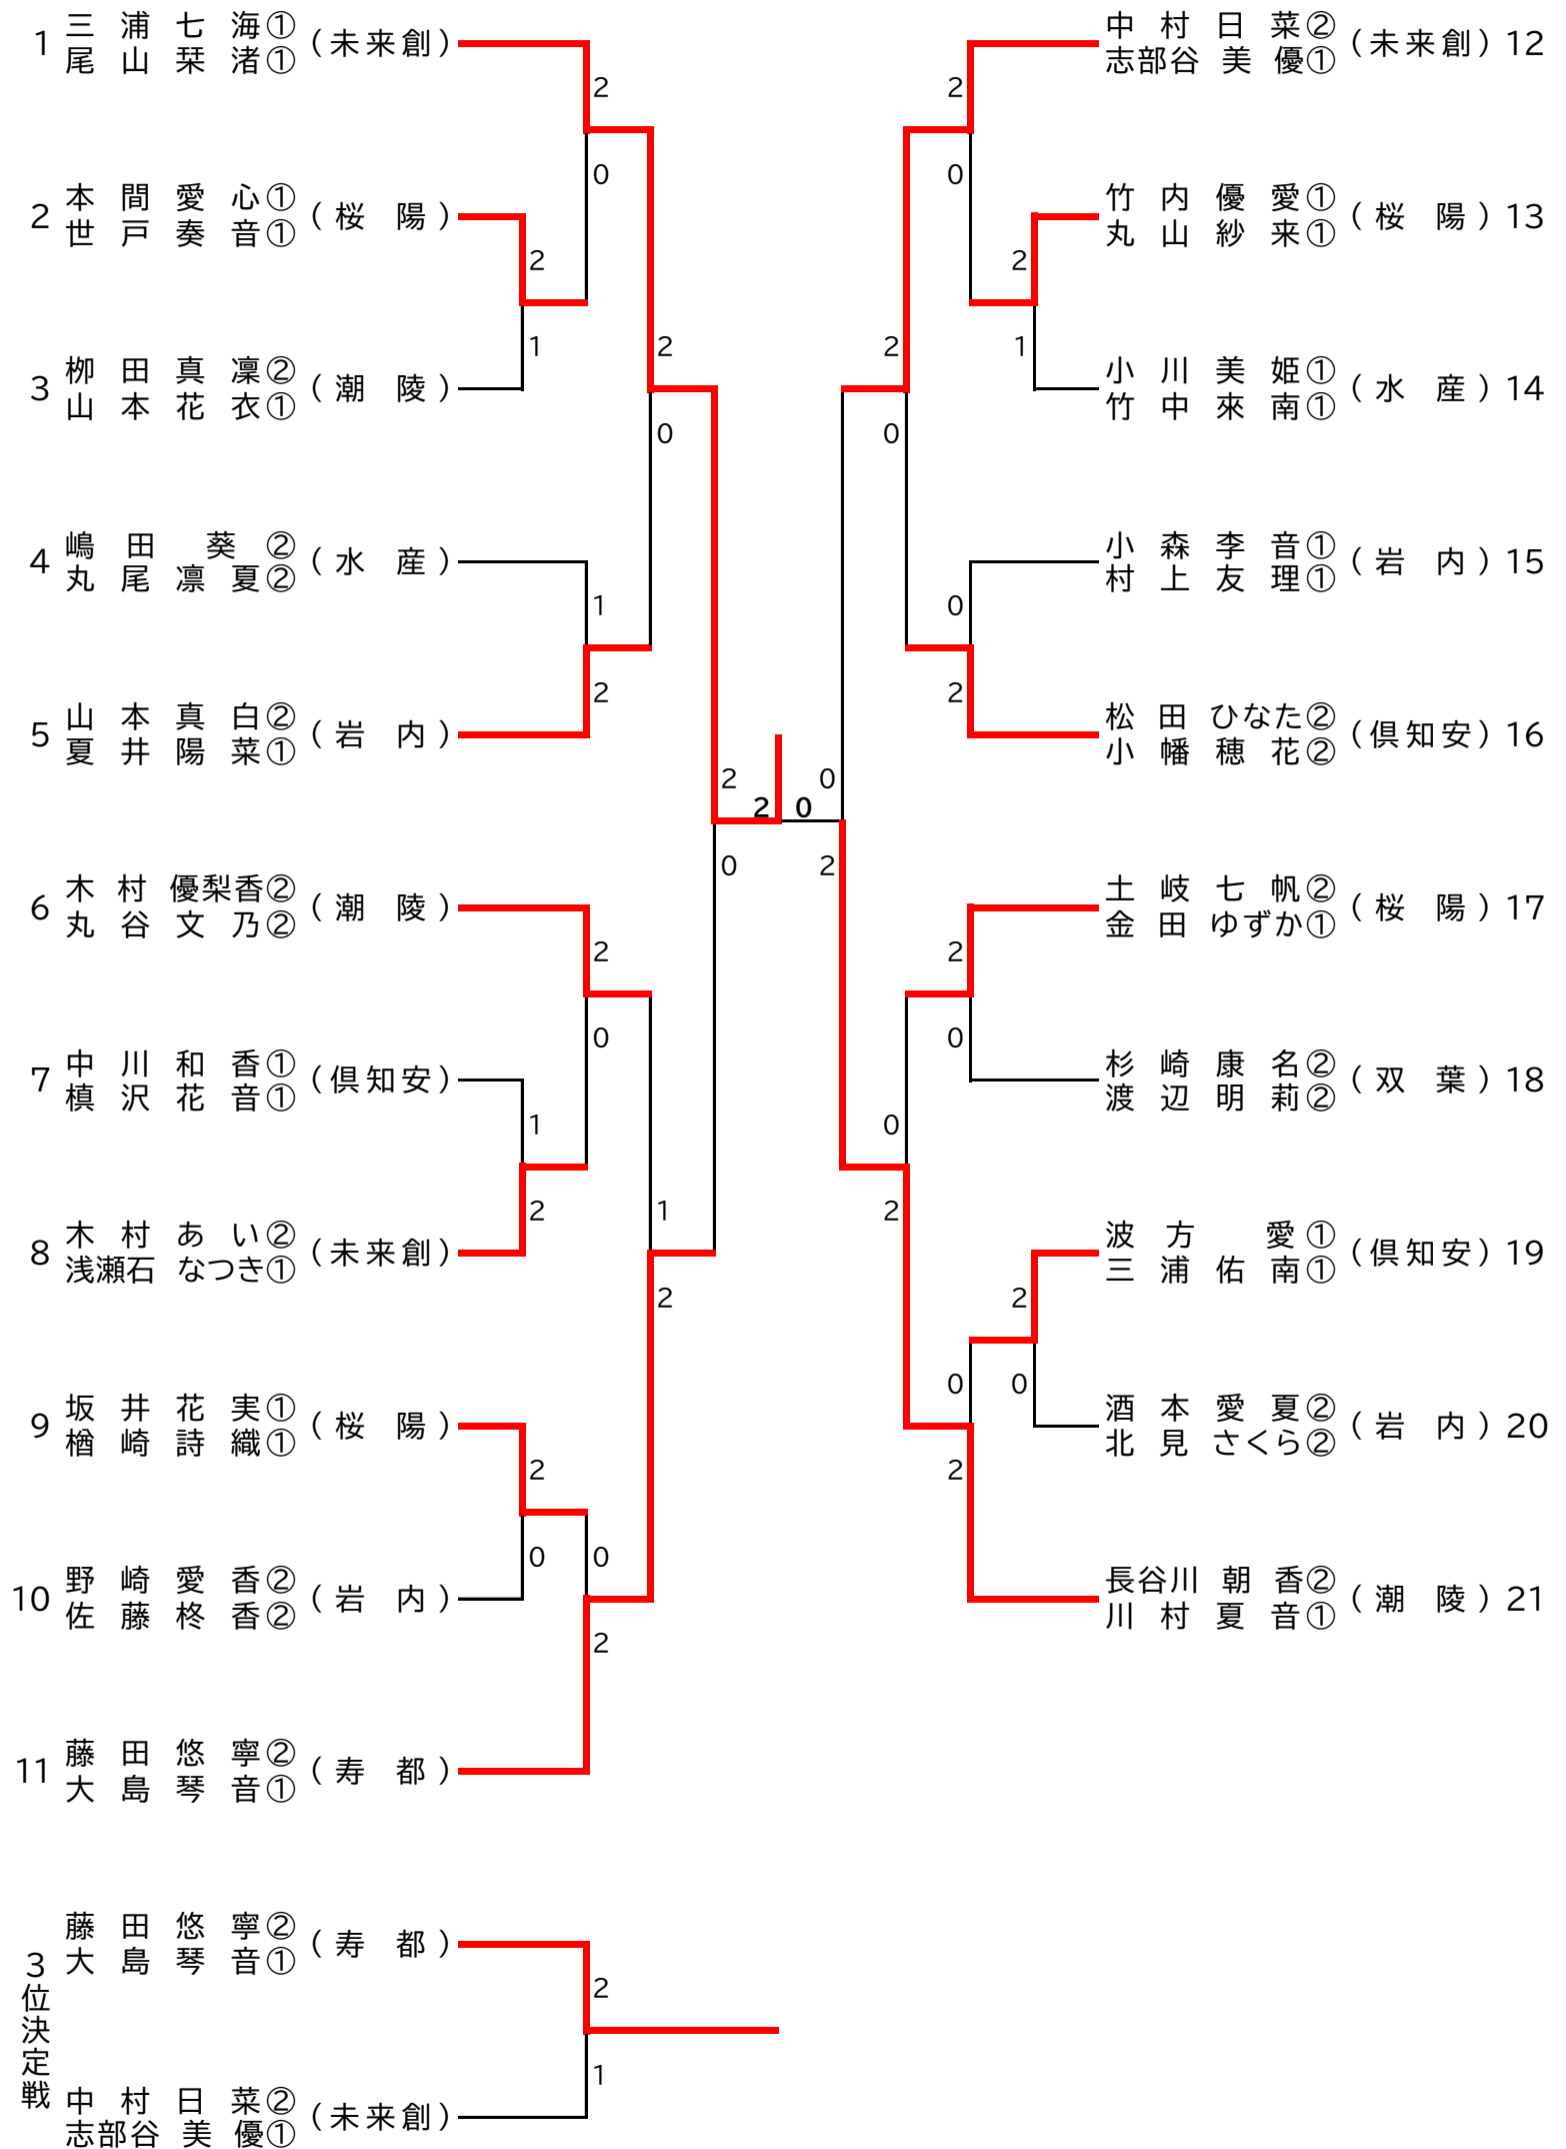 1 三浦七海① 尾山栞渚① (未来創)
2 本間愛心① 世戸奏音① (桜陽)
3 栁田真凜② 山本花衣① (潮陵)
4 嶋田葵② 丸尾凛夏② (水産)
5 山本真白② 夏井陽菜① (岩内)
6 木村優梨香② 丸谷文乃② (潮陵)
7 中川和香① 槙沢花音① (倶知安)
8 木村あい② 浅瀬石なつき① (未来創)
9 坂井花実① 楢崎詩織① (桜陽)
10 野崎愛香② 佐藤柊香② (岩内)
11 藤田悠寧② 大島琴音① (寿都)
2
0
2
1
2
0
1
2
2
0
2
0
1
2
1
2
2
0
0
2
2 0
0
2
中村日菜② 志部谷美優① (未来創) 12
竹内優愛① 丸山紗来① (桜陽) 13
小川美姫① 竹中來南① (水産) 14
小森李音① 村上友理① (岩内) 15
松田ひなた② 小幡穂花② (倶知安) 16
土岐七帆② 金田ゆずか① (桜陽) 17
杉崎康名② 渡辺明莉② (双葉) 18
波方愛① 三浦佑南① (倶知安) 19
酒本愛夏② 北見さくら② (岩内) 20
長谷川朝香② 川村夏音① (潮陵) 21
2
0
2
1
2
0
0
2
2
0
0
2
2
0
0
2
3位決定戦
藤田悠寧② 大島琴音① (寿都)
2
1
中村日菜② 志部谷美優① (未来創)